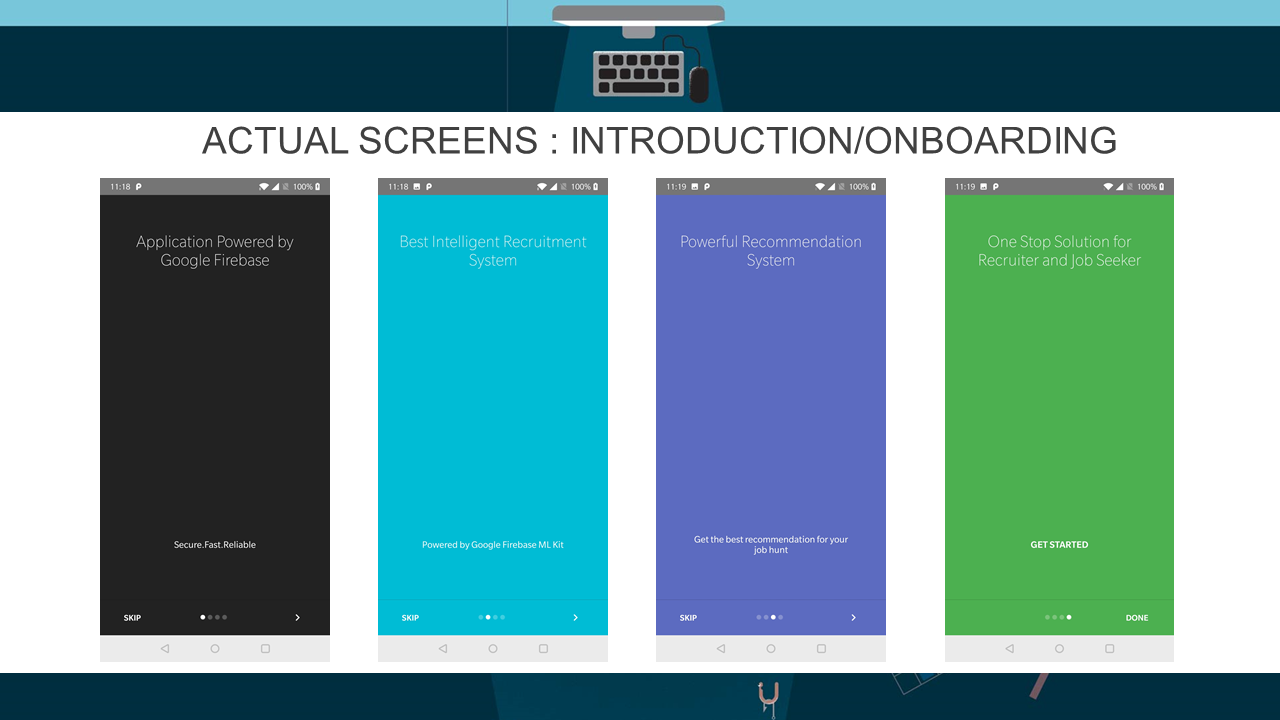 ACTUAL SCREENS : INTRODUCTION/ONBOARDING
11:18 P 100%
Application Powered by
Google Firebase
Secure.Fast.Reliable
SKIP
11:18 P 100%
Best Intelligent Recruitment
System
Powered by Google Firebase ML Kit
SKIP
11:19 P 100%
Powerful Recommendation
System
Get the best recommendation for your
job hunt
SKIP
11:19 P 100%
One Stop Solution for
Recruiter and Job Seeker
GET STARTED
DONE